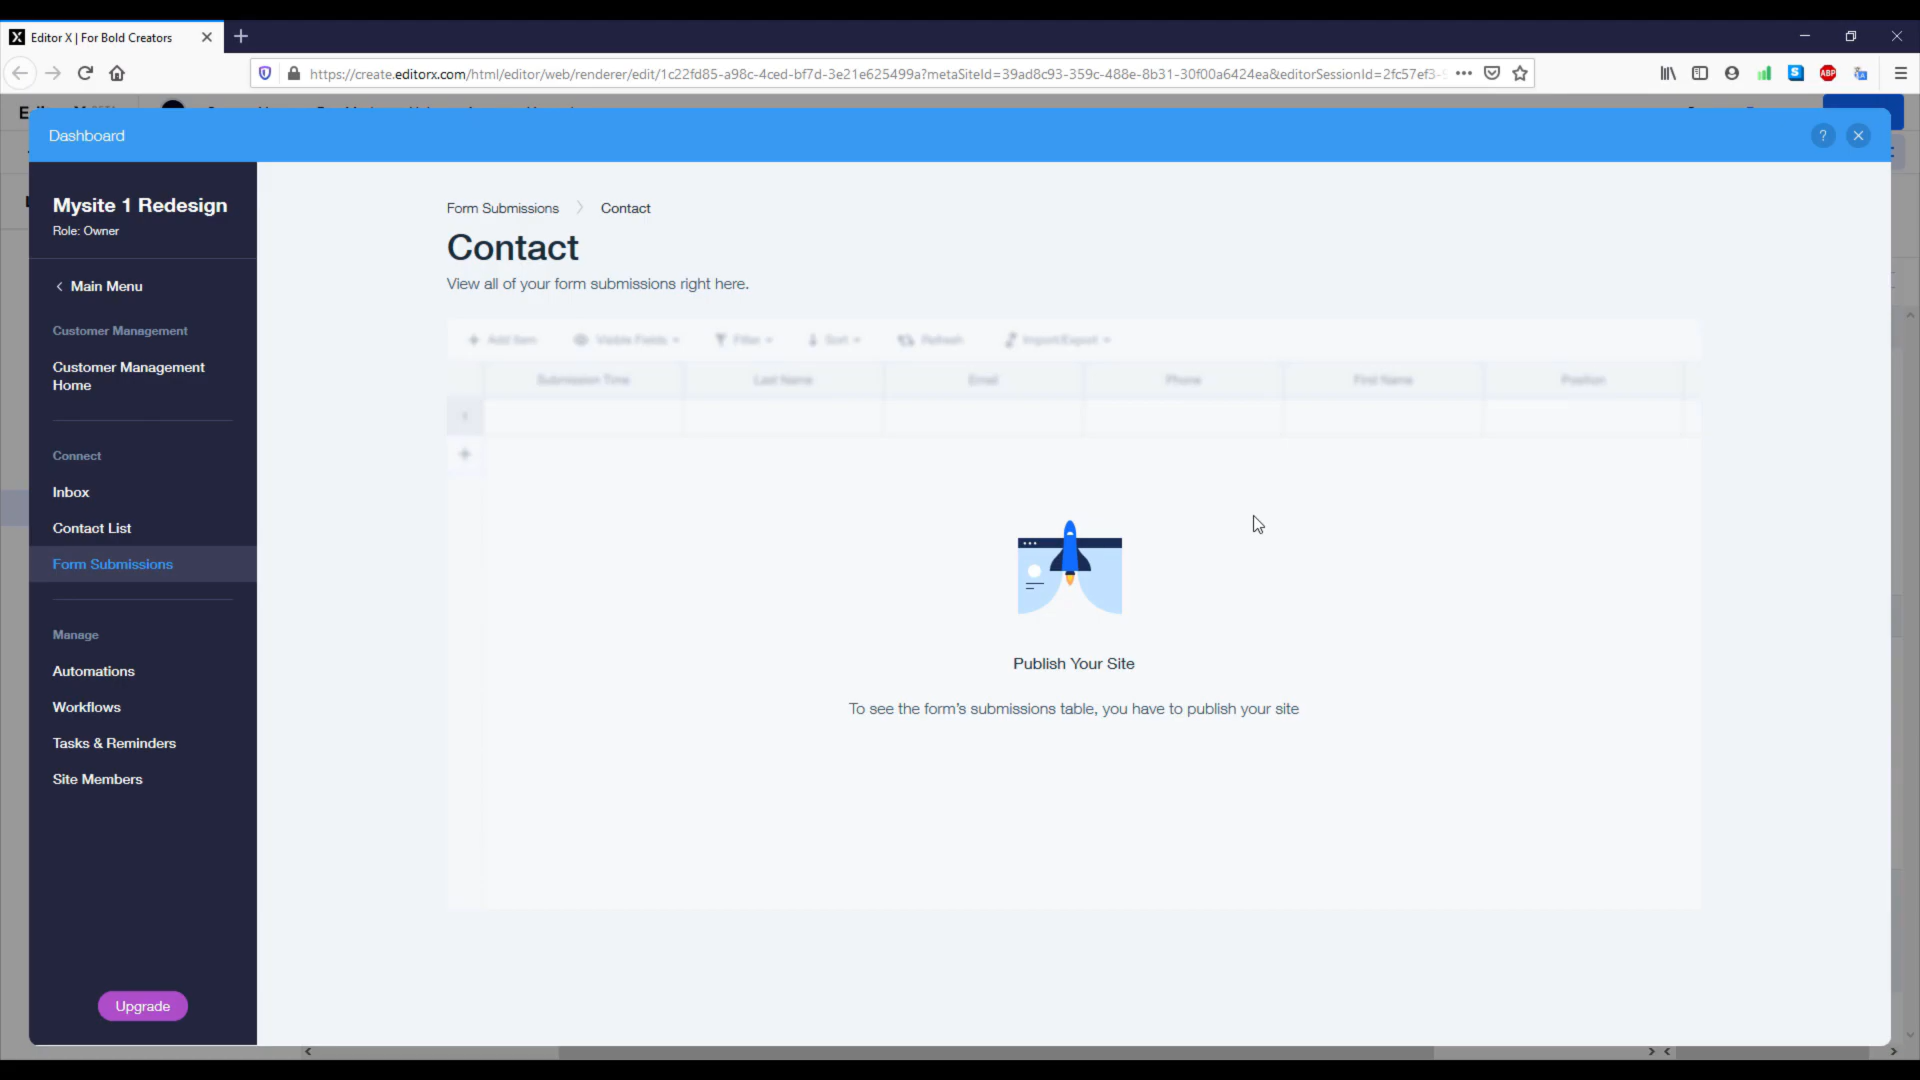 Editor X | For Bold Creators
https://create.editorx.com/html/editor/web/renderer/edit/1c22fd85-a98c-4ced-bf7d-3e21e625499a?metaSiteId=39ad8c93-359c-488e-8b31-30f00a6424ea&editorSessionId=2fc57ef3-
ABP
Dashboard
?
Mysite 1 Redesign
Role: Owner
Main Menu
Customer Management
Customer Management
Home
Connect
Inbox
Contact List
Form Submissions
Manage
Automations
Workflows
Tasks & Reminders
Site Members
Upgrade
Form Submissions
Contact
Contact
View all of your form submissions right here.
Add Item Visible Fields Filter Sort Refresh Import/Export
Submission Time Last Name Email Phone First Name Position
Publish Your Site
To see the form's submissions table, you have to publish your site